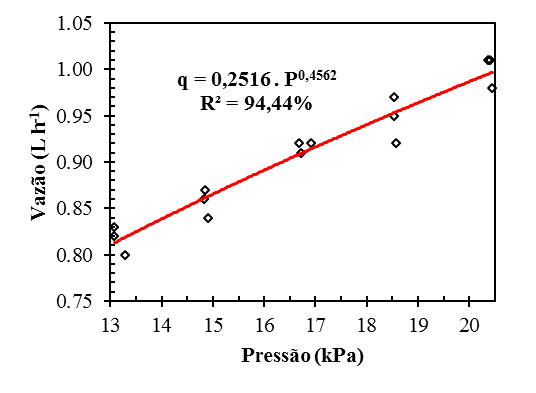 1.05
1.00
0.95
0.90
0.85
0.80
0.75
q = 0,2516 . P0,4562
R² = 94,44%
Vazão (L h-1)
13 14 15 16 17 18 19 20
Pressão (kPa)